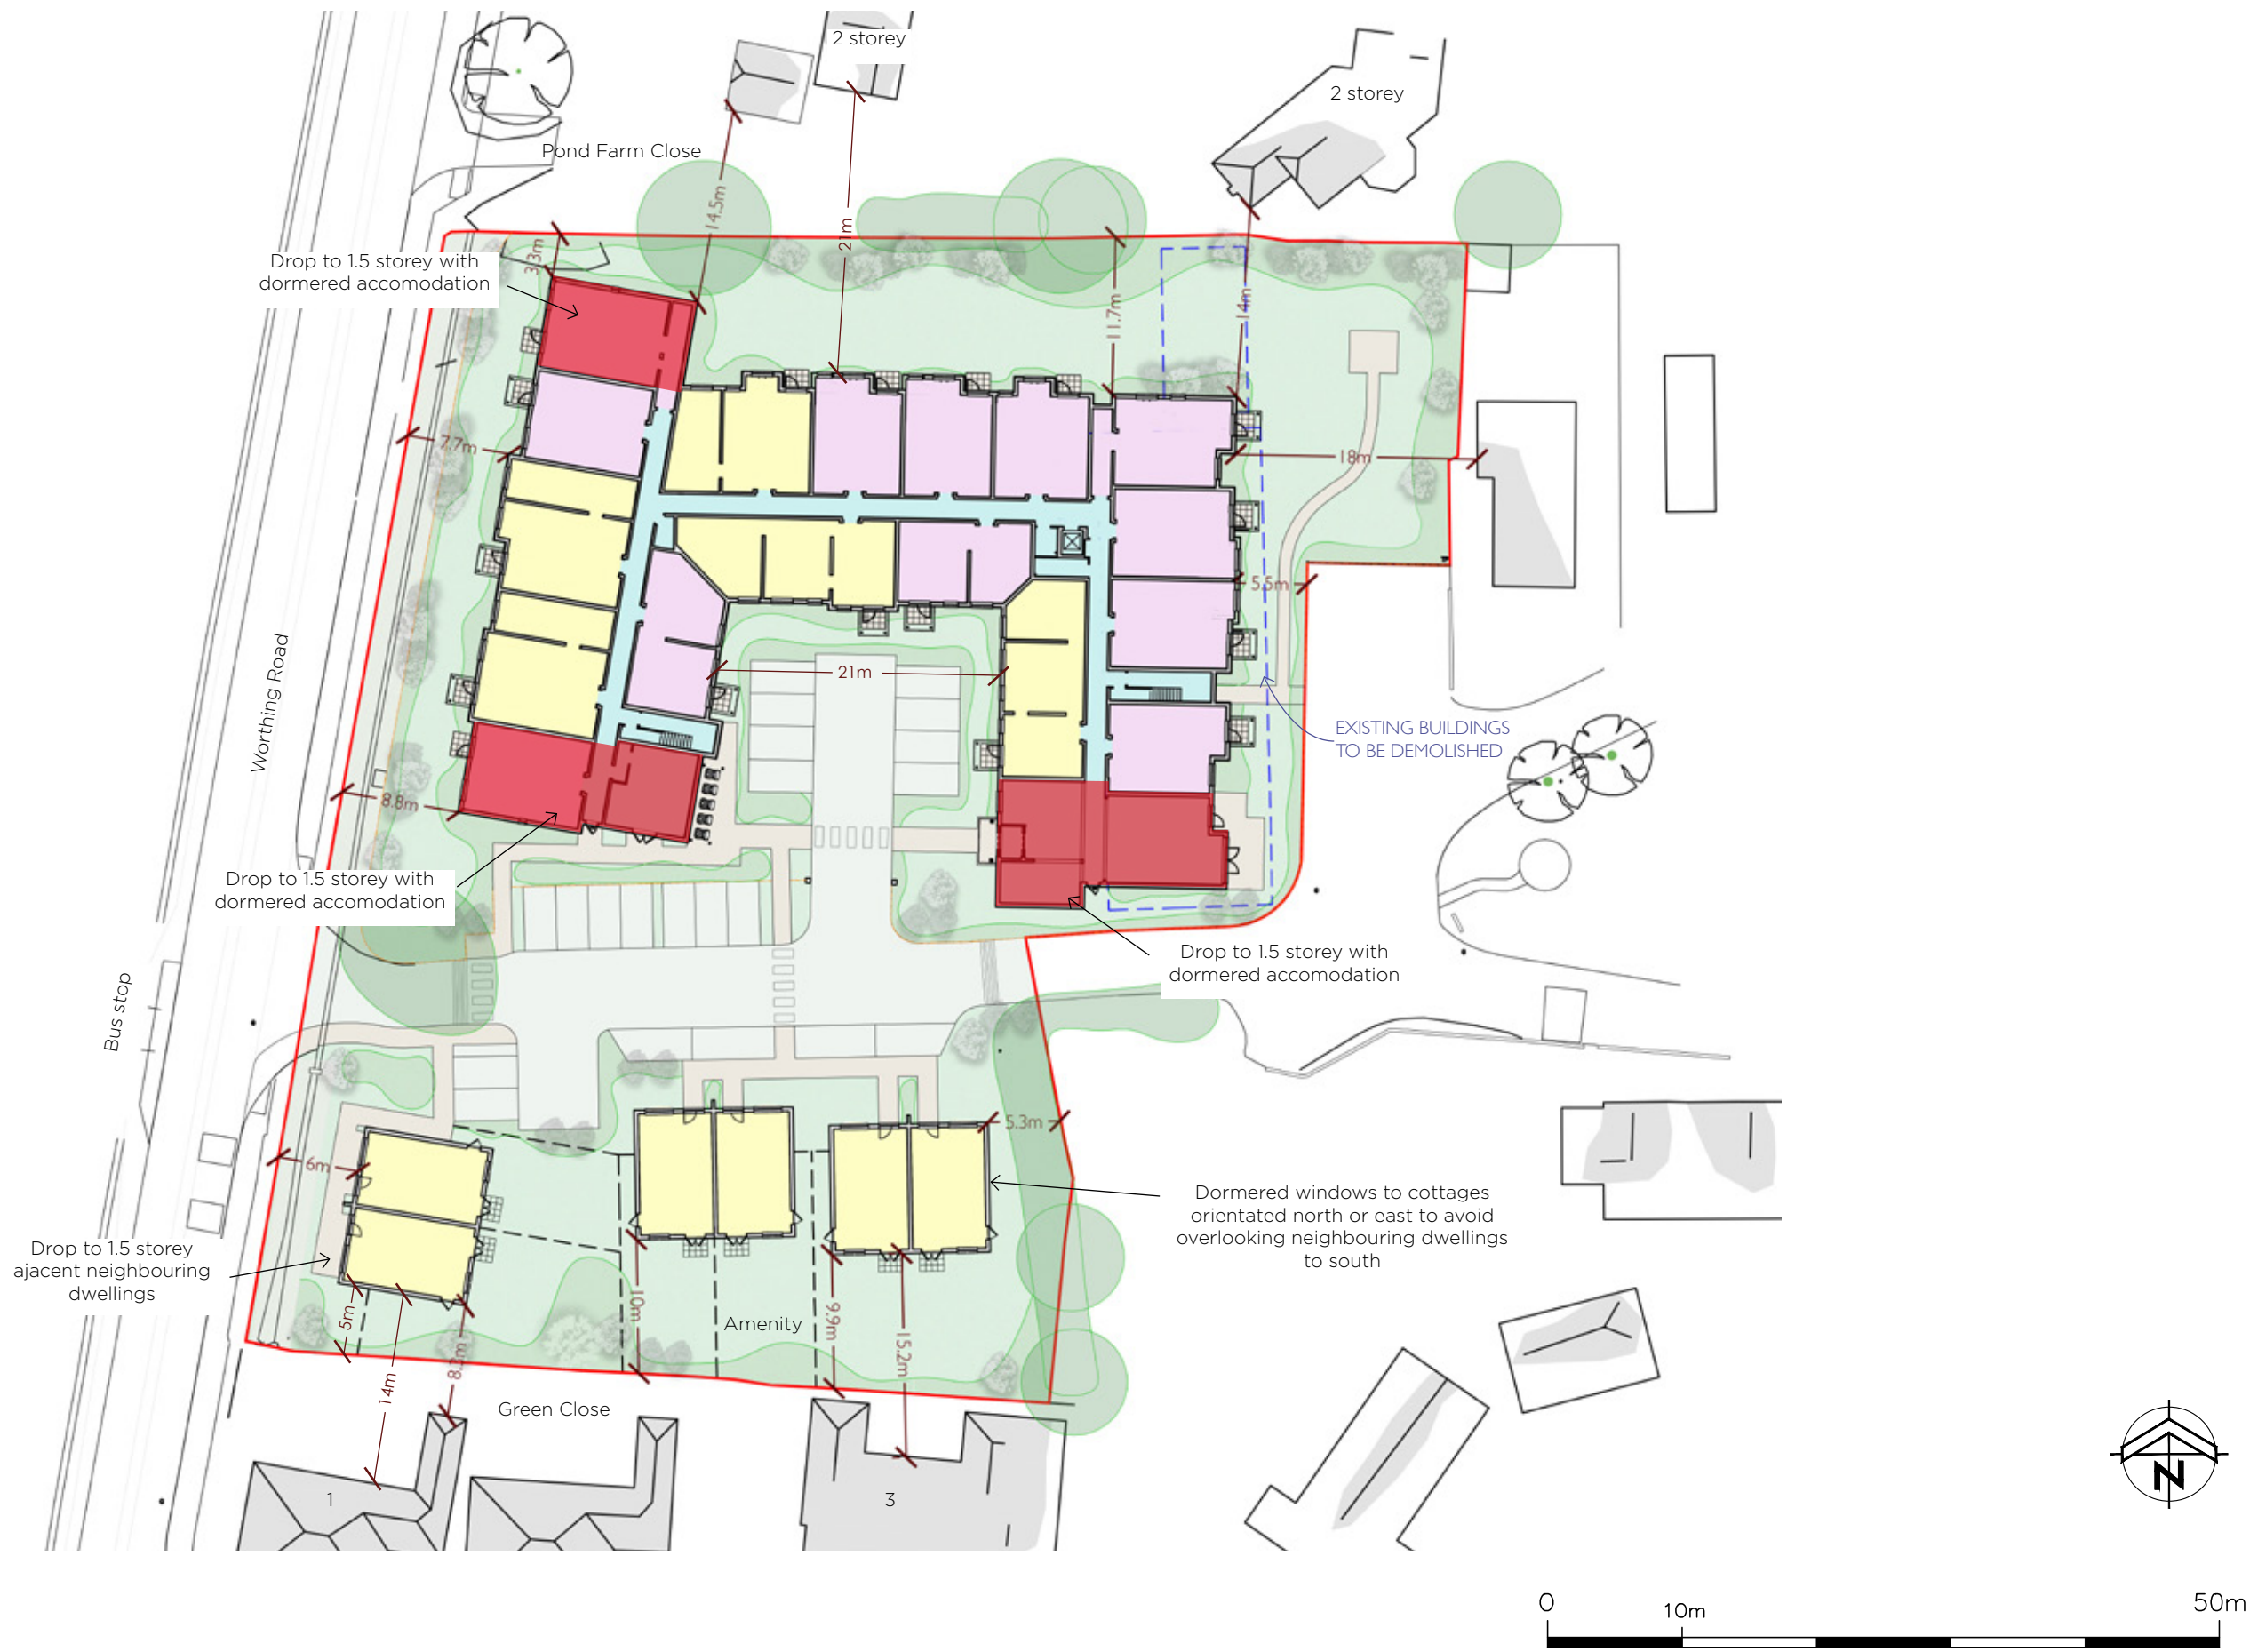 2 storey
2 storey
Pond Farm Close
14.5m
21m
3.3m
Drop to 1.5 storey with
dormered accomodation
11.7m
14m
7.7m
18m
5.5m
21m
Worthing Road
EXISTING BUILDINGS
TO BE DEMOLISHED
8.8m
Drop to 1.5 storey with
dormered accomodation
Drop to 1.5 storey with
dormered accomodation
Bus stop
5.3m
6m
Dormered windows to cottages
orientated north or east to avoid
overlooking neighbouring dwellings
to south
Drop to 1.5 storey
ajacent neighbouring
dwellings
5m
10m
Amenity
9.9m
15.2m
14m
Green Close
1
3
N
0
10m
50m